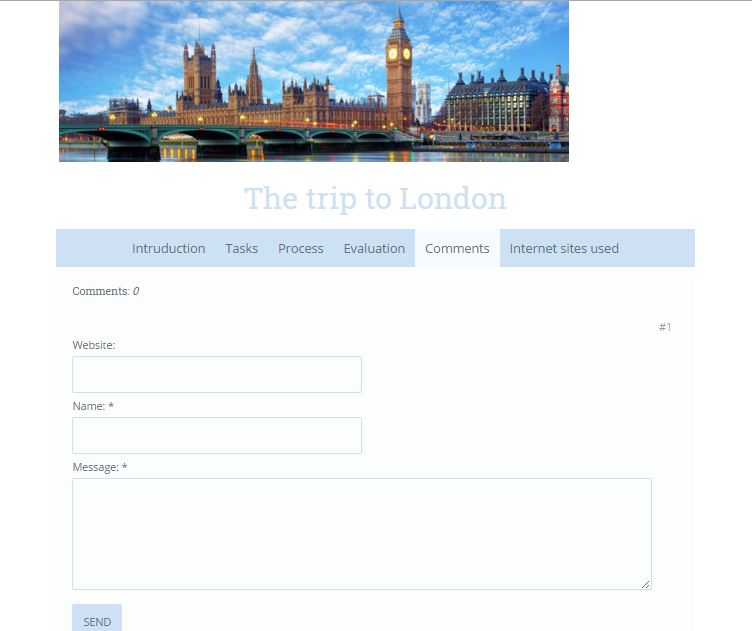 The trip to London
Intruduction Tasks Process Evaluation Comments Internet sites used
Comments: 0
#1
Website:
Name: *
Message: *
SEND